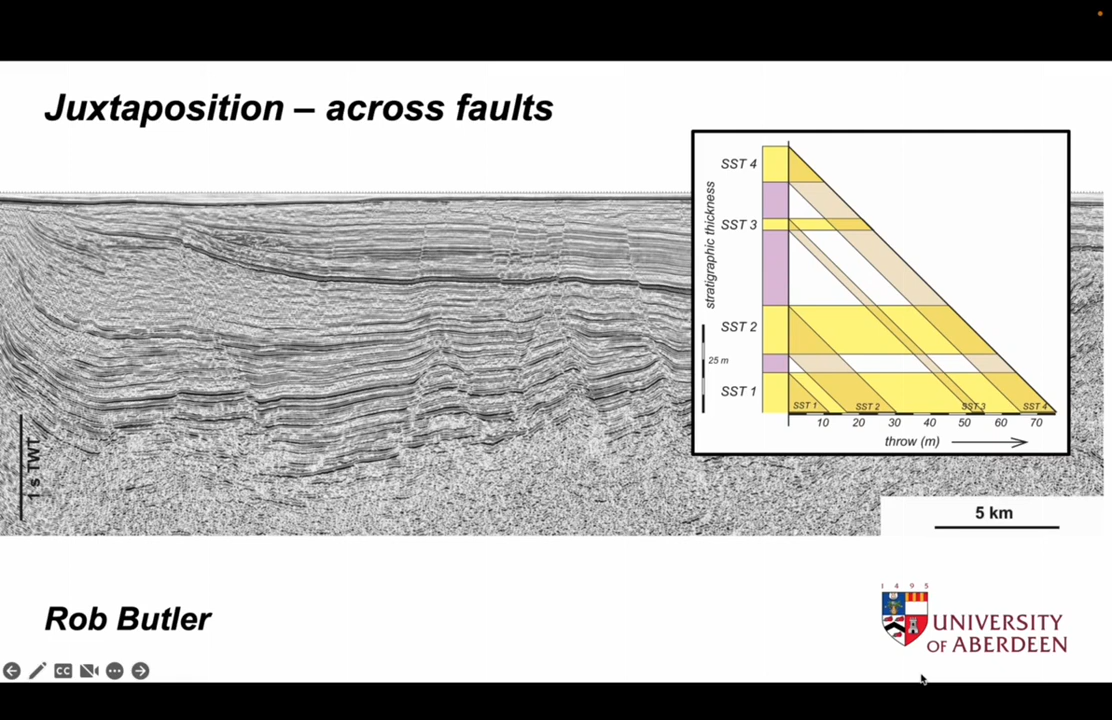 Juxtaposition – across faults
SST 4
SST 3
SST 2
SST 1
stratigraphic thickness
25 m
SST 1
SST 2
SST 3
SST 4
10 20 30 40 50 60 70
throw (m)
1 s TWT
5 km
Rob Butler
1 4 9 5
UNIVERSITY
OF ABERDEEN
CC